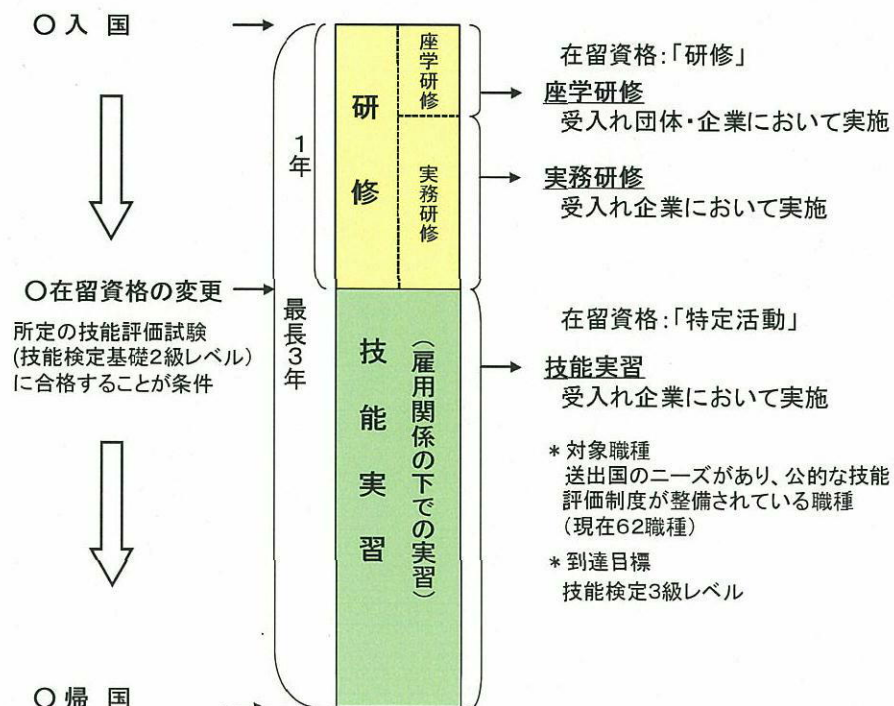 ○入 国
座学研修
研修
実務研修
1年
最長3年
在留資格：「研修」
座学研修
受入れ団体・企業において実施
実務研修
受入れ企業において実施
○在留資格の変更
所定の技能評価試験
(技能検定基礎2級レベル)
に合格することが条件
技能実習
(雇用関係の下での実習)
在留資格：「特定活動」
技能実習
受入れ企業において実施
＊対象職種
送出国のニーズがあり、公的な技能
評価制度が整備されている職種
(現在62職種)
＊到達目標
技能検定3級レベル
○帰 国